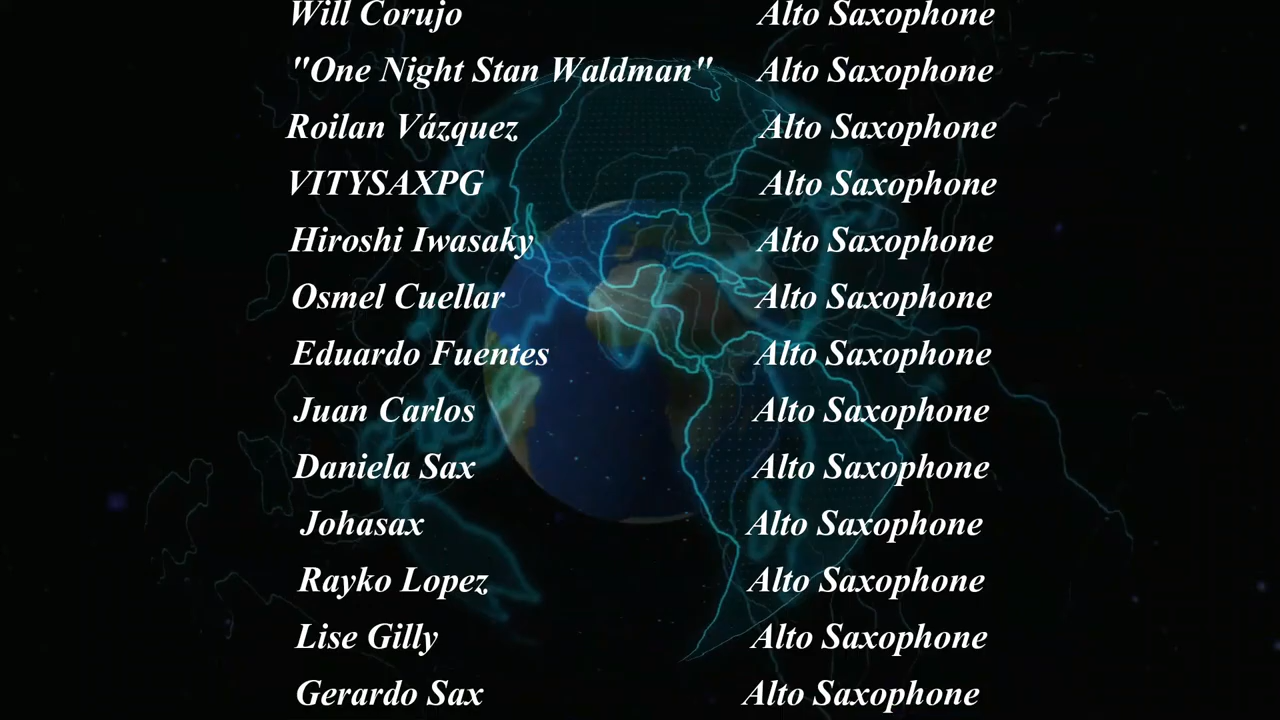 Will Corujo Alto Saxophone
"One Night Stan Waldman" Alto Saxophone
Roilan Vázquez Alto Saxophone
VITYSAXPG Alto Saxophone
Hiroshi Iwasaky Alto Saxophone
Osmel Cuellar Alto Saxophone
Eduardo Fuentes Alto Saxophone
Juan Carlos Alto Saxophone
Daniela Sax Alto Saxophone
Johasax Alto Saxophone
Rayko Lopez Alto Saxophone
Lise Gilly Alto Saxophone
Gerardo Sax Alto Saxophone